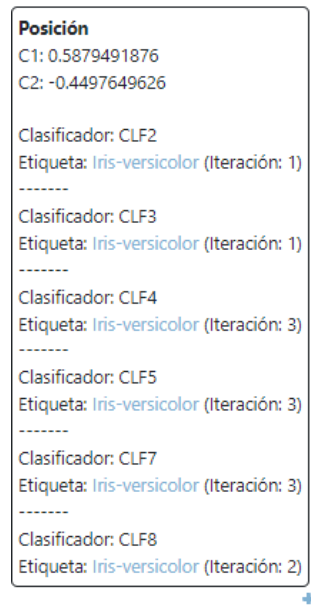 Posición
C1: 0.5879491876
C2: -0.4497649626
Clasificador: CLF2
Etiqueta: Iris-versicolor (Iteración: 1)
-------
Clasificador: CLF3
Etiqueta: Iris-versicolor (Iteración: 1)
-------
Clasificador: CLF4
Etiqueta: Iris-versicolor (Iteración: 3)
-------
Clasificador: CLF5
Etiqueta: Iris-versicolor (Iteración: 3)
-------
Clasificador: CLF7
Etiqueta: Iris-versicolor (Iteración: 3)
-------
Clasificador: CLF8
Etiqueta: Iris-versicolor (Iteración: 2)